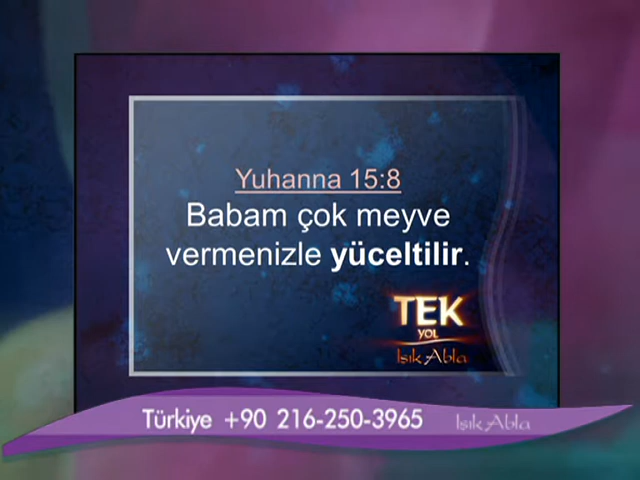 Yuhanna 15:8
Babam çok meyve
vermenizle yüceltilir.
TEK
YOL
Işık Abla
Türkiye +90 216-250-3965 Işık Abla